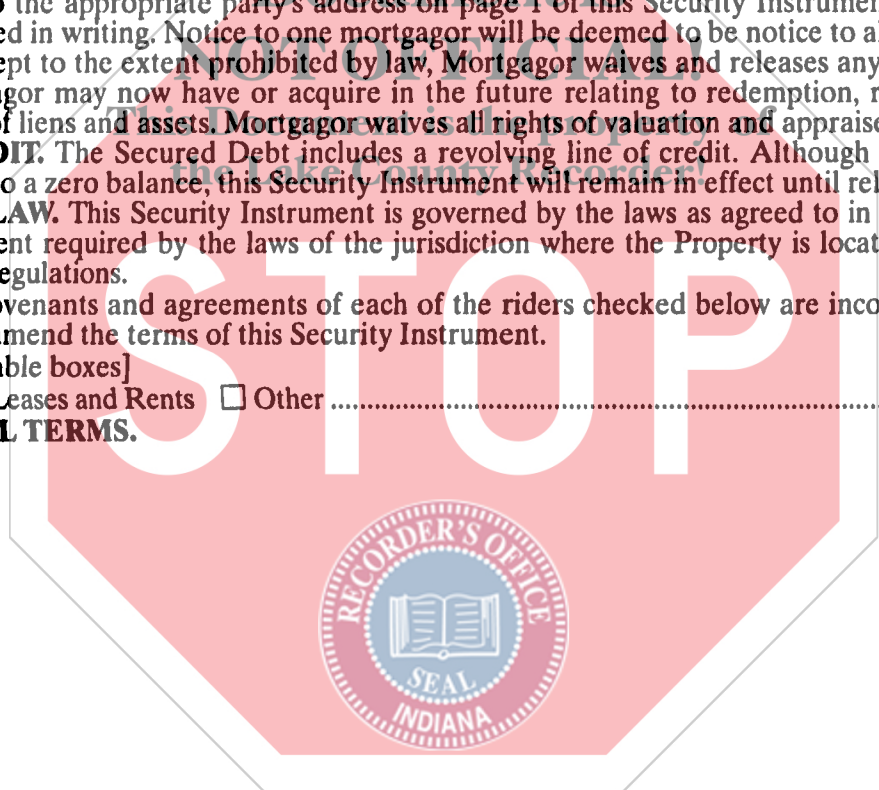 the appropriate party's address on page 1 of this Security Instrumen
ed in writing. Notice to one mortgagor will be deemed to be notice to al
ept to the extent prohibited by law, Mortgagor waives and releases any
gor may now have or acquire in the future relating to redemption, r
of liens and assets. Mortgagor waives all rights of valuation and appraise
DIT. The Secured Debt includes a revolving line of credit. Although
o a zero balance, this Security Instrument will remain in effect until rel
LAW. This Security Instrument is governed by the laws as agreed to in
ent required by the laws of the jurisdiction where the Property is locat
egulations.
ovenants and agreements of each of the riders checked below are inco
mend the terms of this Security Instrument.
able boxes]
Leases and Rents ☐ Other ........................................................................
L TERMS.
NOT OFFICIAL!
This Document is the property of
the Lake County Recorder!
STOP
RECORDER'S OFFICE
SEAL
INDIANA